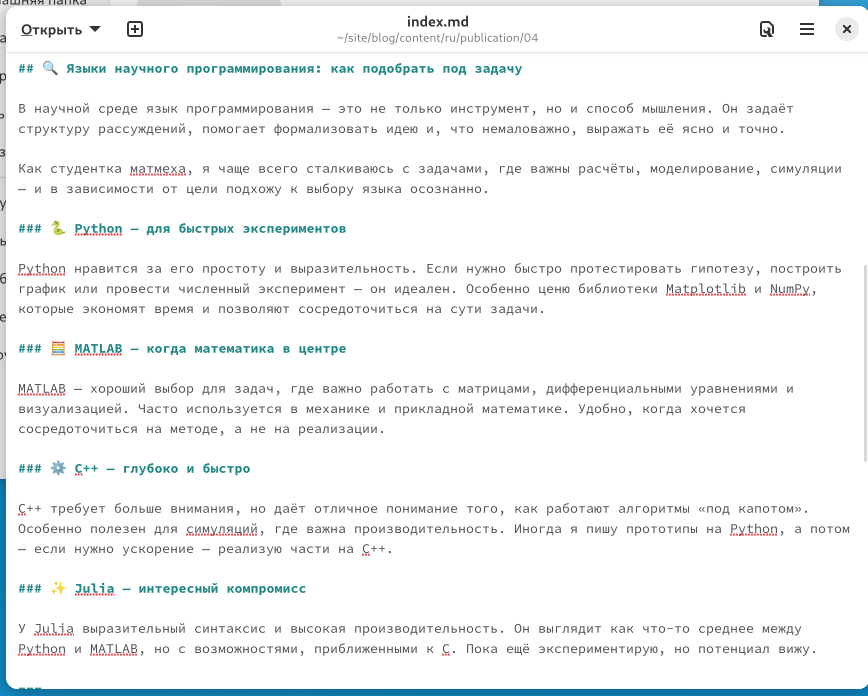 Открыть
index.md
~/site/blog/content/ru/publication/04
## 🔍 Языки научного программирования: как подобрать под задачу
В научной среде язык программирования — это не только инструмент, но и способ мышления. Он задаёт
структуру рассуждений, помогает формализовать идею и, что немаловажно, выражать её ясно и точно.
Как студентка матмеха, я чаще всего сталкиваюсь с задачами, где важны расчёты, моделирование, симуляции
— и в зависимости от цели подхожу к выбору языка осознанно.
### 🐍 Python — для быстрых экспериментов
Python нравится за его простоту и выразительность. Если нужно быстро протестировать гипотезу, построить
график или провести численный эксперимент — он идеален. Особенно ценю библиотеки Matplotlib и NumPy,
которые экономят время и позволяют сосредоточиться на сути задачи.
### 🧮 MATLAB — когда математика в центре
MATLAB — хороший выбор для задач, где важно работать с матрицами, дифференциальными уравнениями и
визуализацией. Часто используется в механике и прикладной математике. Удобно, когда хочется
сосредоточиться на методе, а не на реализации.
### ⚙️ C++ — глубоко и быстро
C++ требует больше внимания, но даёт отличное понимание того, как работают алгоритмы «под капотом».
Особенно полезен для симуляций, где важна производительность. Иногда я пишу прототипы на Python, а потом
— если нужно ускорение — реализую части на C++.
### ✨ Julia — интересный компромисс
У Julia выразительный синтаксис и высокая производительность. Он выглядит как что-то среднее между
Python и MATLAB, но с возможностями, приближенными к C. Пока ещё экспериментирую, но потенциал вижу.